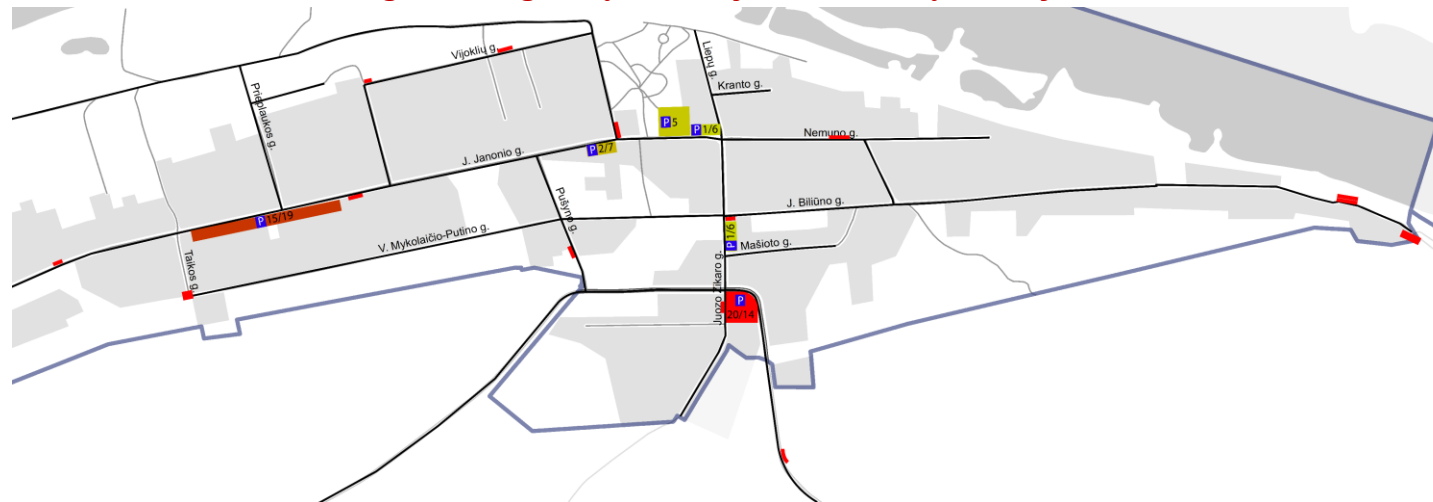 Vijoklių g.
Liepų g.
Kranto g.
Prieplaukos g.
P 5
P 1/6
Nemuno g.
P 2/7
J. Janonio g.
Pušyno g.
J. Biliūno g.
P 15/19
V. Mykolaičio-Putino g.
P 1/6
Mašioto g.
Taikos g.
Juozo Zikaro g.
P
20/14